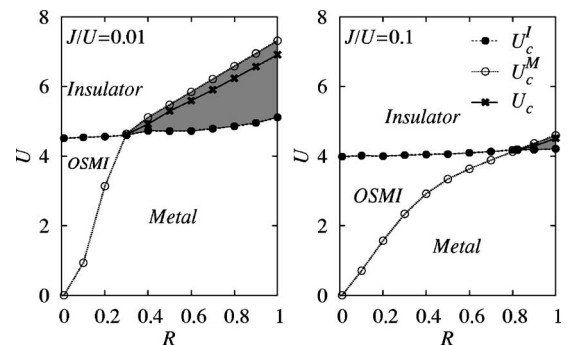 J/U=0.01
J/U=0.1
U_c^I
U_c^M
U_c
Insulator
OSMI
Metal
Insulator
OSMI
Metal
U
8
6
4
2
0
0 0.2 0.4 0.6 0.8 1
R
U
8
6
4
2
0
0 0.2 0.4 0.6 0.8 1
R